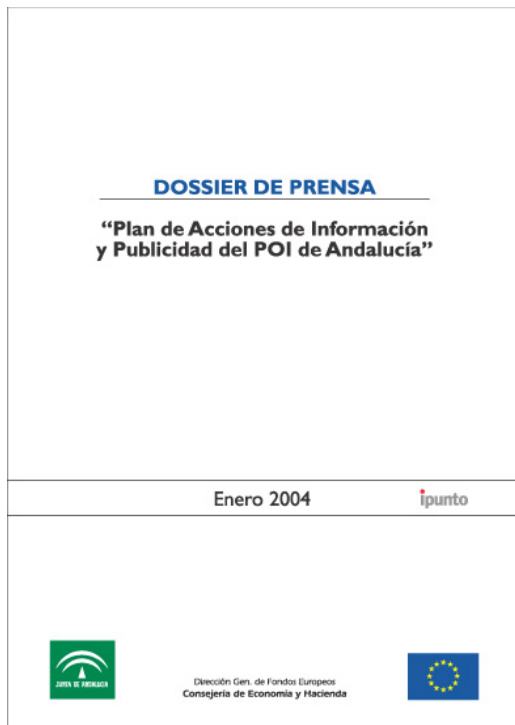 DOSSIER DE PRENSA
“Plan de Acciones de Información
y Publicidad del POI de Andalucía”
Enero 2004
ipunto
JUNTA DE ANDALUCIA
Dirección Gen. de Fondos Europeos
Consejería de Economía y Hacienda